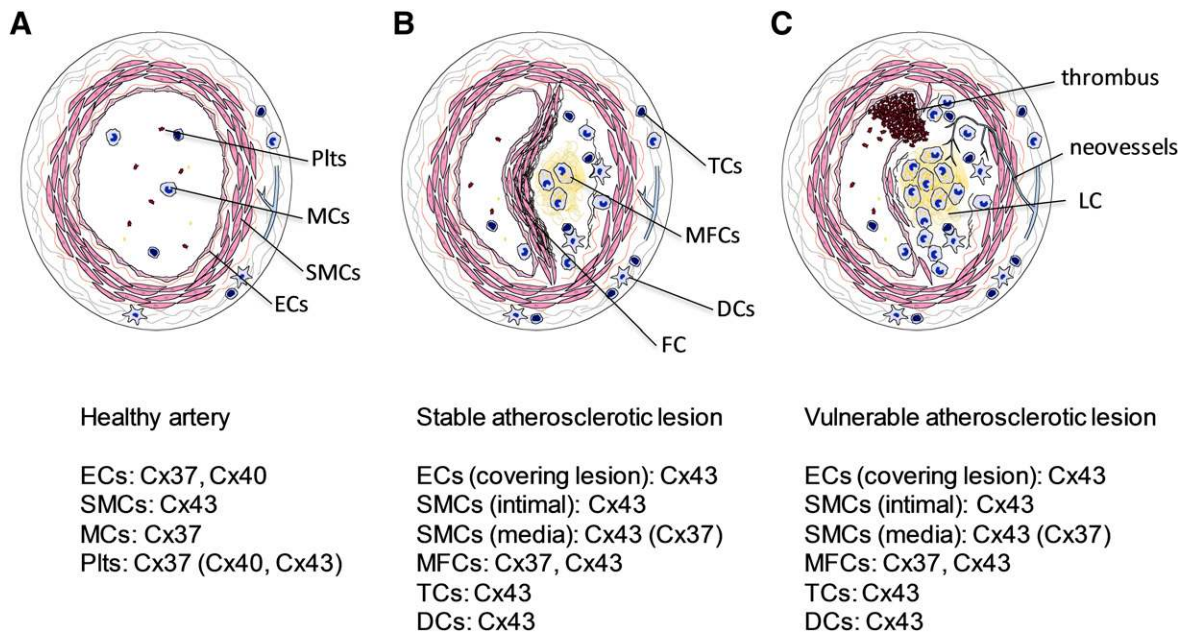 A
Plts
MCs
SMCs
ECs
B
TCs
MFCs
DCs
FC
C
thrombus
neovessels
LC
Healthy artery
ECs: Cx37, Cx40
SMCs: Cx43
MCs: Cx37
Plts: Cx37 (Cx40, Cx43)
Stable atherosclerotic lesion
ECs (covering lesion): Cx43
SMCs (intimal): Cx43
SMCs (media): Cx43 (Cx37)
MFCs: Cx37, Cx43
TCs: Cx43
DCs: Cx43
Vulnerable atherosclerotic lesion
ECs (covering lesion): Cx43
SMCs (intimal): Cx43
SMCs (media): Cx43 (Cx37)
MFCs: Cx37, Cx43
TCs: Cx43
DCs: Cx43